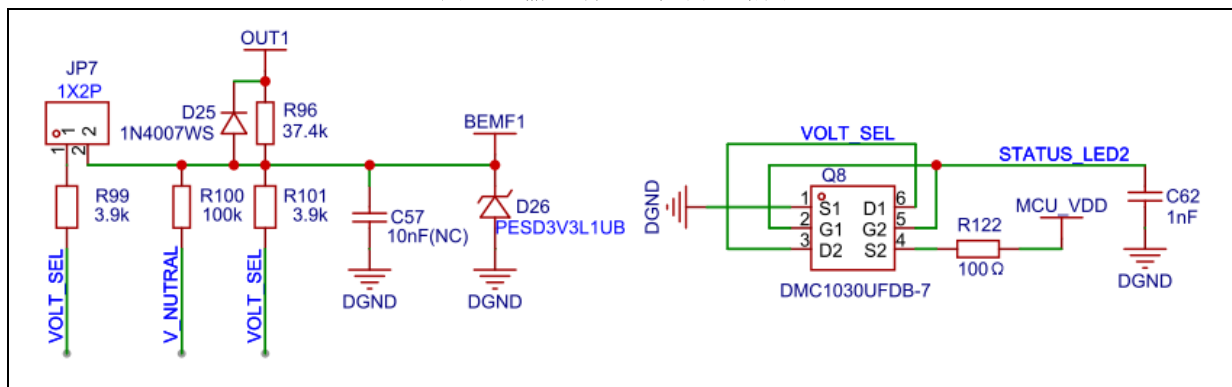 OUT1
JP7
1X2P
1
2
1
2
D25
1N4007WS
R96
37.4k
BEMF1
R99
3.9k
R100
100k
R101
3.9k
C57
10nF(NC)
D26
PESD3V3L1UB
VOLT_SEL
V_NUTRAL
VOLT_SEL
DGND
DGND
VOLT_SEL
STATUS_LED2
Q8
DGND
1 S1 D1 6
2 G1 G2 5
3 D2 S2 4
R122
100Ω
MCU_VDD
C62
1nF
DGND
DMC1030UFDB-7